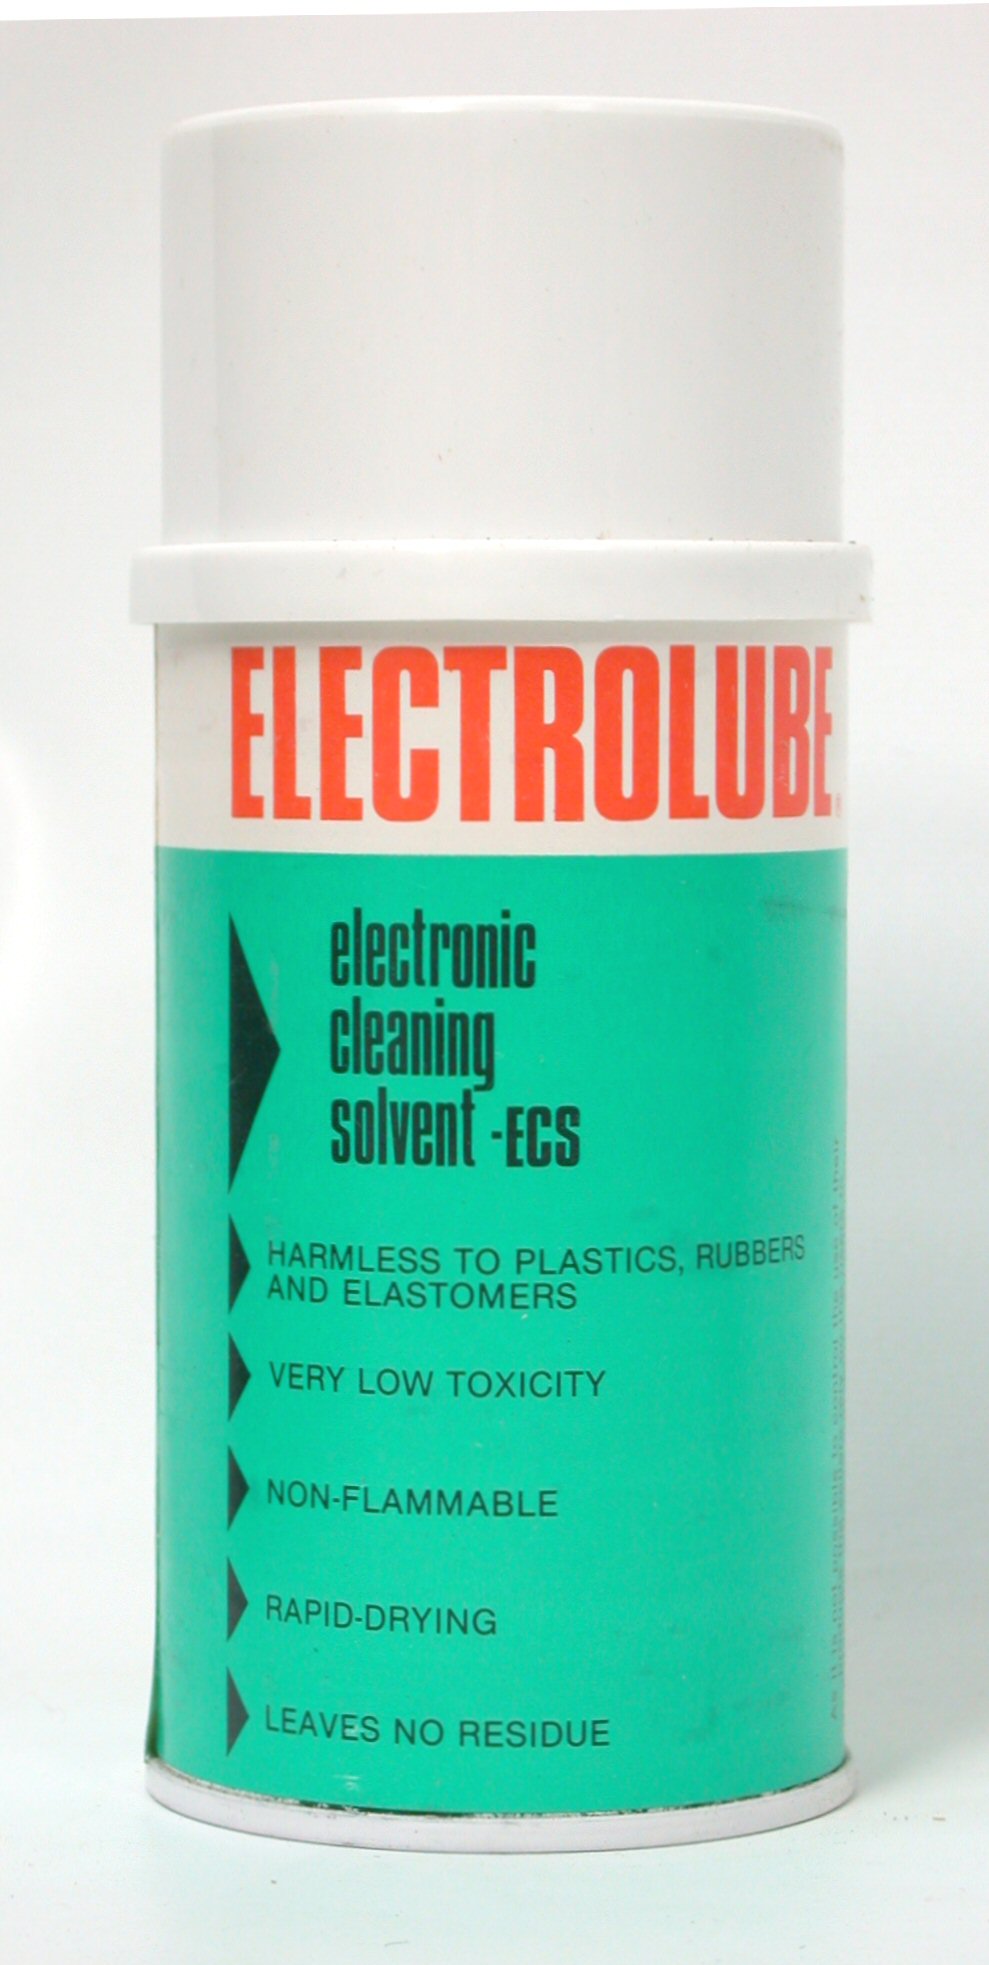 ELECTROLUBE®
electronic
cleaning
solvent -ECS
HARMLESS TO PLASTICS, RUBBERS
AND ELASTOMERS
VERY LOW TOXICITY
NON-FLAMMABLE
RAPID-DRYING
LEAVES NO RESIDUE